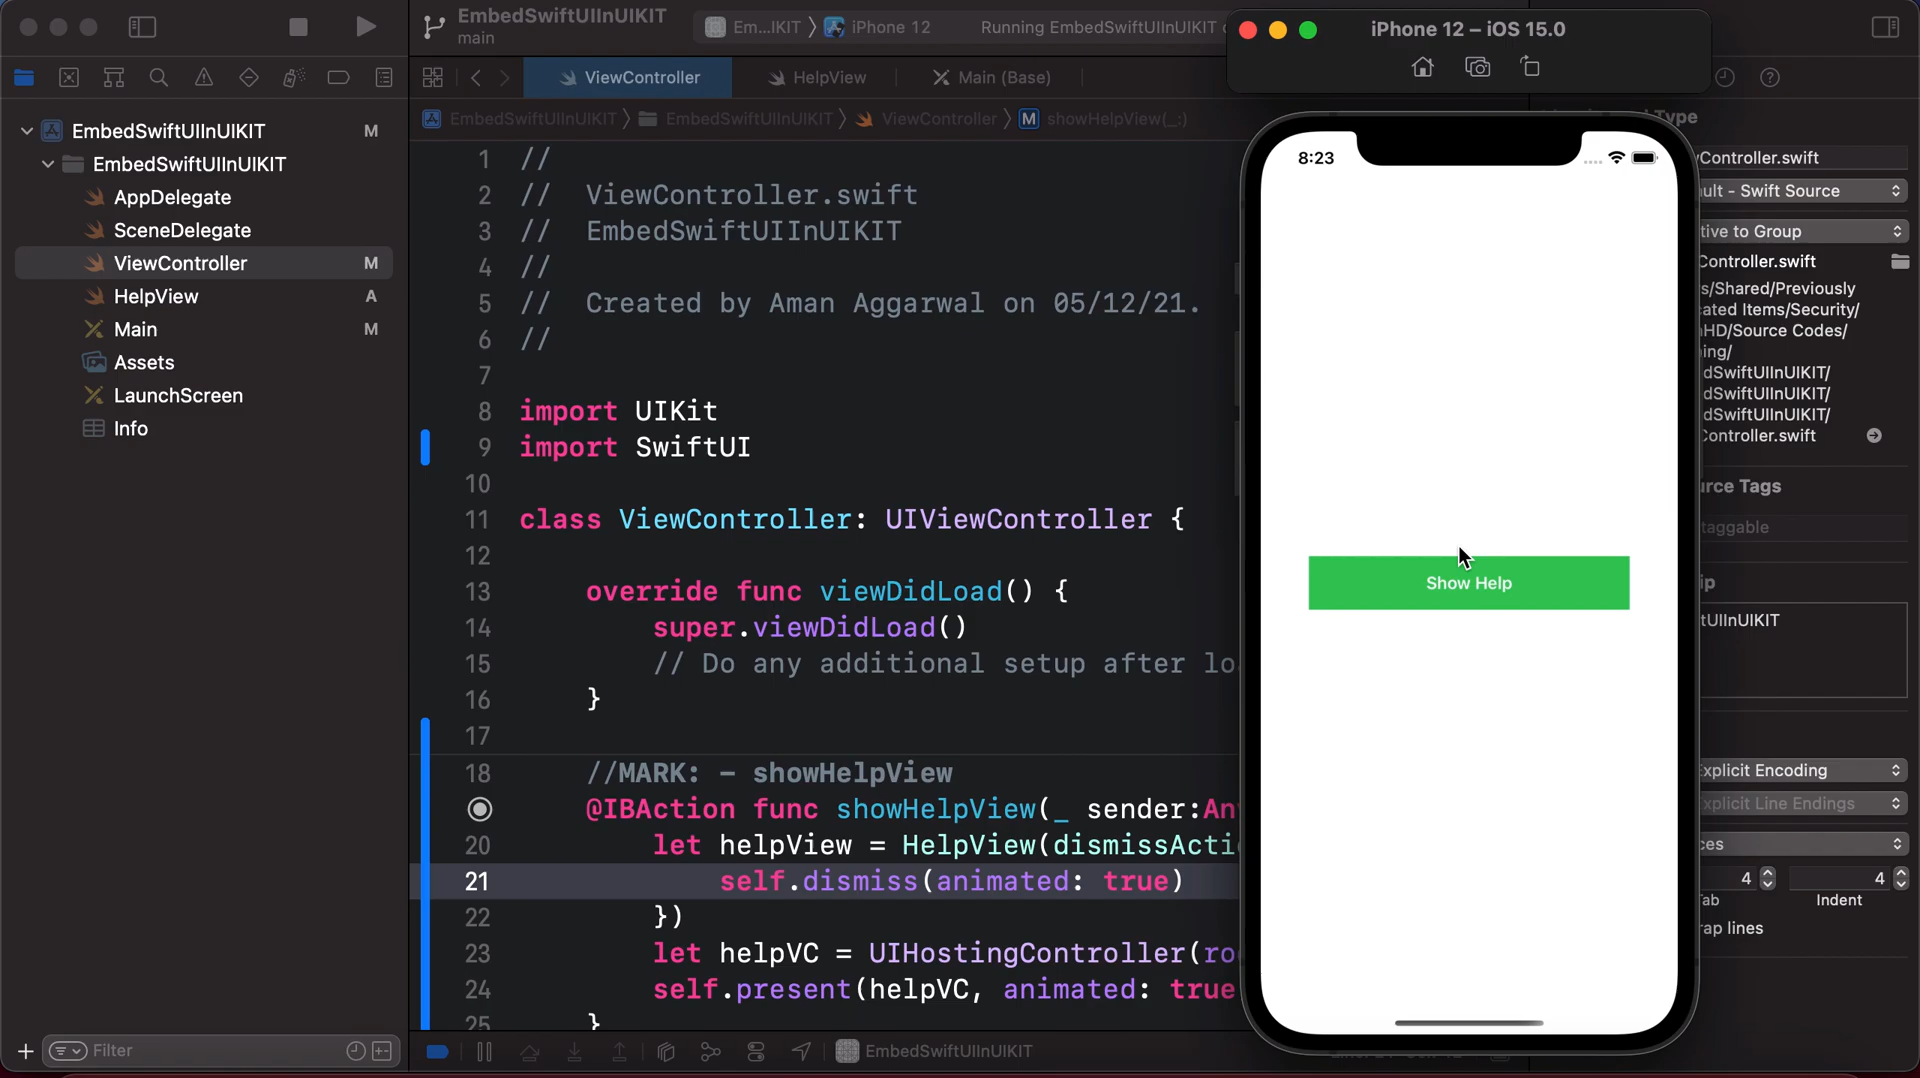 EmbedSwiftUIInUIKIT
main
Em...IKIT
iPhone 12
Running EmbedSwiftUIInUIKIT
iPhone 12 – iOS 15.0
ViewController
HelpView
Main (Base)
EmbedSwiftUIInUIKIT
EmbedSwiftUIInUIKIT
ViewController
M showHelpView(_:)
EmbedSwiftUIInUIKIT M
EmbedSwiftUIInUIKIT
AppDelegate
SceneDelegate
ViewController M
HelpView A
Main M
Assets
LaunchScreen
Info
Filter
1 //
2 // ViewController.swift
3 // EmbedSwiftUIInUIKIT
4 //
5 // Created by Aman Aggarwal on 05/12/21.
6 //
7
8 import UIKit
9 import SwiftUI
10
11 class ViewController: UIViewController {
12
13 override func viewDidLoad() {
14 super.viewDidLoad()
15 // Do any additional setup after lo
16 }
17
18 //MARK: - showHelpView
@IBAction func showHelpView(_ sender:An
20 let helpView = HelpView(dismissActi
21 self.dismiss(animated: true)
22 })
23 let helpVC = UIHostingController(ro
24 self.present(helpVC, animated: true
25 }
EmbedSwiftUIInUIKIT
8:23
Show Help
Type
Controller.swift
ult - Swift Source
tive to Group
Controller.swift
s/Shared/Previously
ated Items/Security/
nHD/Source Codes/
ing/
dSwiftUIInUIKIT/
dSwiftUIInUIKIT/
dSwiftUIInUIKIT/
Controller.swift
urce Tags
taggable
ip
tUIInUIKIT
Explicit Encoding
xplicit Line Endings
ces
4 4
Tab Indent
rap lines